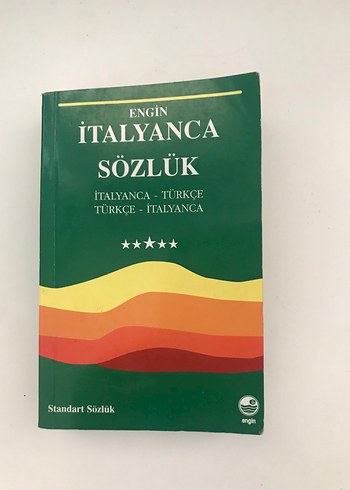 ENGİN
İTALYANCA
SÖZLÜK
İTALYANCA - TÜRKÇE
TÜRKÇE - İTALYANCA
Standart Sözlük
e
engin